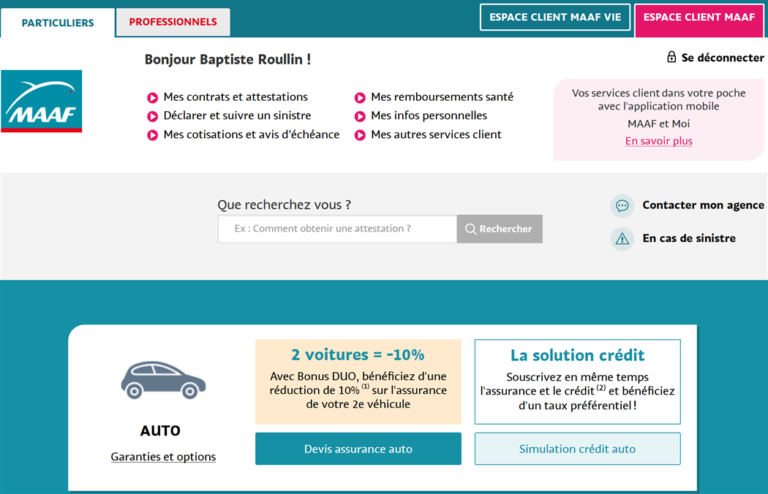 PARTICULIERS
PROFESSIONNELS
ESPACE CLIENT MAAF VIE
ESPACE CLIENT MAAF
MAAF
Bonjour Baptiste Roullin !
Se déconnecter
Mes contrats et attestations
Déclarer et suivre un sinistre
Mes cotisations et avis d'échéance
Mes remboursements santé
Mes infos personnelles
Mes autres services client
Vos services client dans votre poche
avec l'application mobile
MAAF et Moi
En savoir plus
Que recherchez vous ?
Ex : Comment obtenir une attestation ?
Rechercher
Contacter mon agence
En cas de sinistre
AUTO
Garanties et options
2 voitures = -10%
Avec Bonus DUO, bénéficiez d'une
réduction de 10% (1) sur l'assurance
de votre 2e véhicule
Devis assurance auto
La solution crédit
Souscrivez en même temps
l'assurance et le crédit (2) et bénéficiez
d'un taux préférentiel !
Simulation crédit auto